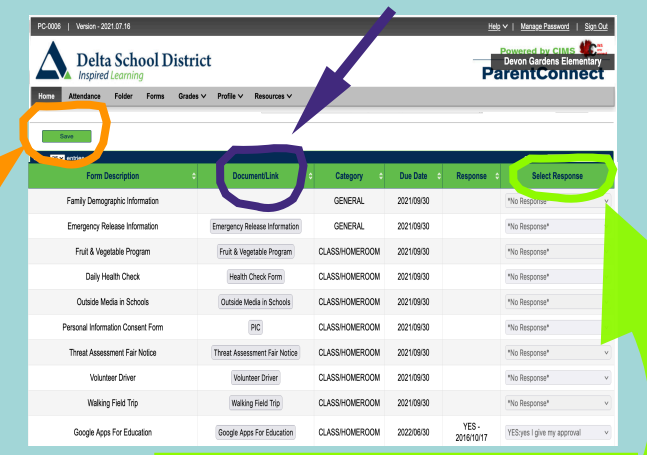 PC-0006 | Version - 2021.07.16 Help | Manage Password | Sign Out
Delta School District
Inspired Learning
Powered by CIMS
Devon Gardens Elementary
ParentConnect
Home Attendance Folder Forms Grades Profile Resources
Save
entries
Form Description Document/Link Category Due Date Response Select Response
Family Demographic Information GENERAL 2021/09/30 *No Response*
Emergency Release Information Emergency Release Information GENERAL 2021/09/30 *No Response*
Fruit & Vegetable Program Fruit & Vegetable Program CLASS/HOMEROOM 2021/09/30 *No Response*
Daily Health Check Health Check Form CLASS/HOMEROOM 2021/09/30 *No Response*
Outside Media in Schools Outside Media in Schools CLASS/HOMEROOM 2021/09/30 *No Response*
Personal Information Consent Form PIC CLASS/HOMEROOM 2021/09/30 *No Response*
Threat Assessment Fair Notice Threat Assessment Fair Notice CLASS/HOMEROOM 2021/09/30 *No Response*
Volunteer Driver Volunteer Driver CLASS/HOMEROOM 2021/09/30 *No Response*
Walking Field Trip Walking Field Trip CLASS/HOMEROOM 2021/09/30 *No Response*
Google Apps For Education Google Apps For Education CLASS/HOMEROOM 2022/06/30 YES - 2016/10/17 YES:yes I give my approval